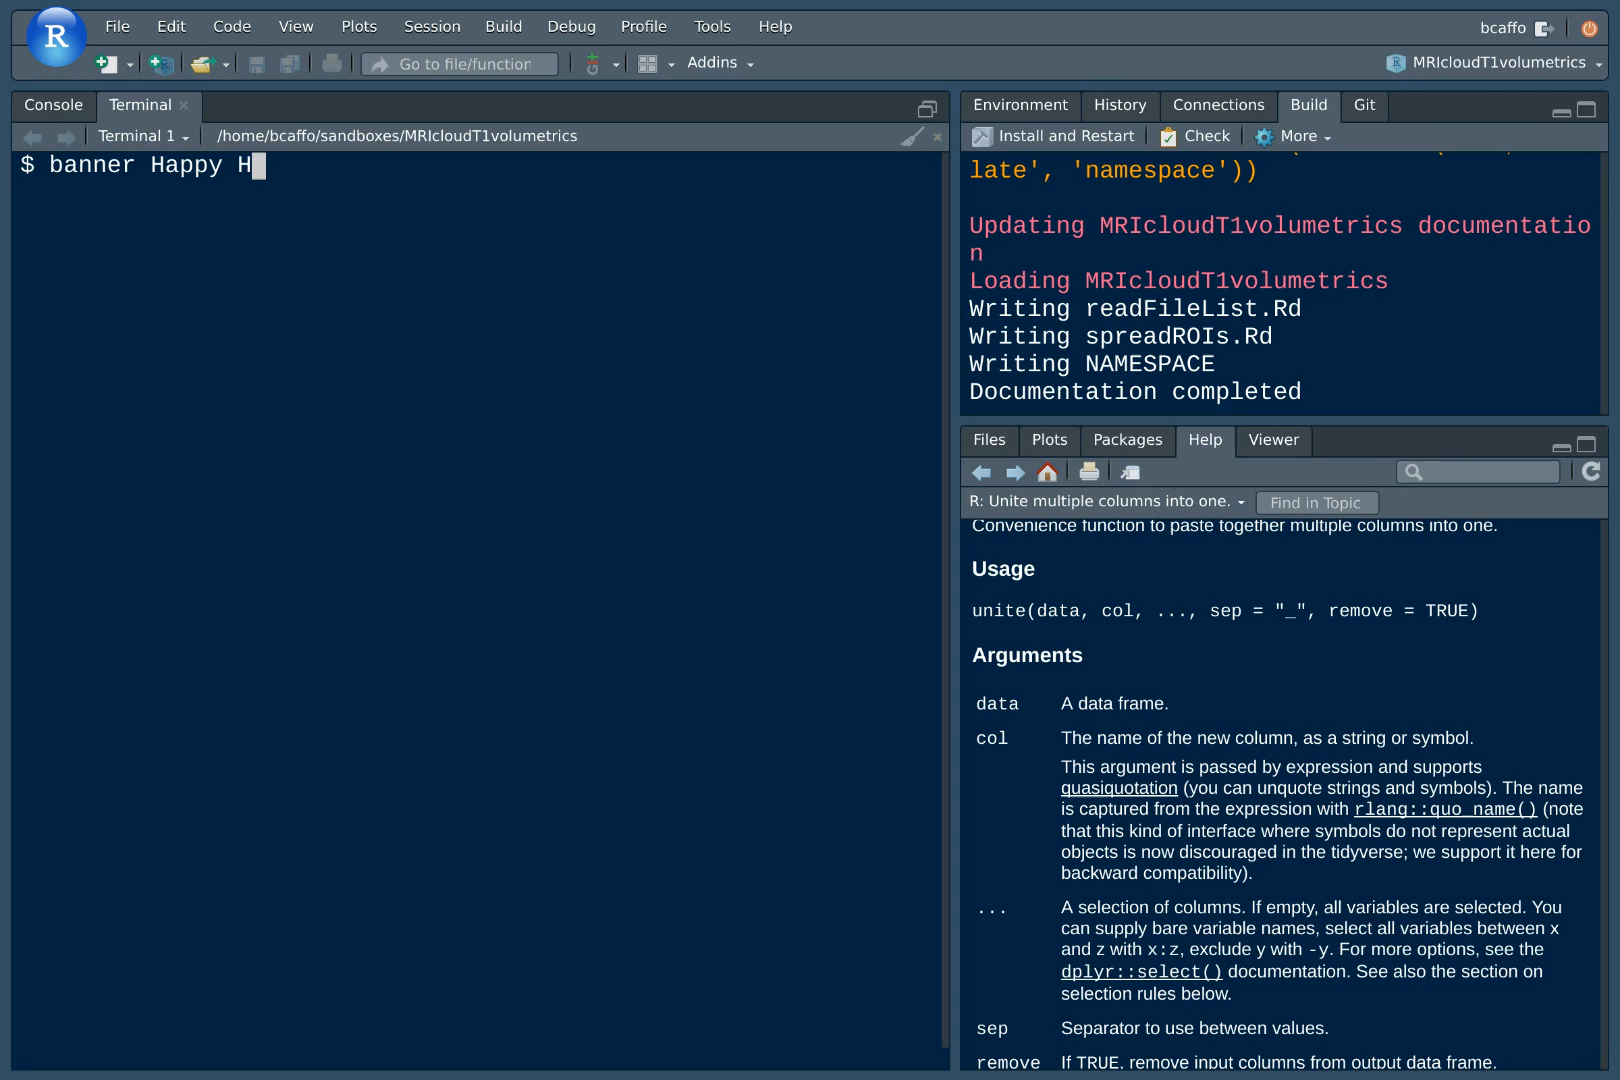 R File Edit Code View Plots Session Build Debug Profile Tools Help bcaffo
Go to file/function Addins MRIcloudT1volumetrics
Console Terminal
Terminal 1 /home/bcaffo/sandboxes/MRIcloudT1volumetrics
$ banner Happy H
Environment History Connections Build Git
Install and Restart Check More
late', 'namespace'))
Updating MRIcloudT1volumetrics documentatio
n
Loading MRIcloudT1volumetrics
Writing readFileList.Rd
Writing spreadROIs.Rd
Writing NAMESPACE
Documentation completed
Files Plots Packages Help Viewer
R: Unite multiple columns into one. Find in Topic
Convenience function to paste together multiple columns into one.
Usage
unite(data, col, ..., sep = "_", remove = TRUE)
Arguments
data A data frame.
col The name of the new column, as a string or symbol.
This argument is passed by expression and supports
quasiquotation (you can unquote strings and symbols). The name
is captured from the expression with rlang::quo_name() (note
that this kind of interface where symbols do not represent actual
objects is now discouraged in the tidyverse; we support it here for
backward compatibility).
... A selection of columns. If empty, all variables are selected. You
can supply bare variable names, select all variables between x
and z with x:z, exclude y with -y. For more options, see the
dplyr::select() documentation. See also the section on
selection rules below.
sep Separator to use between values.
remove If TRUE, remove input columns from output data frame.